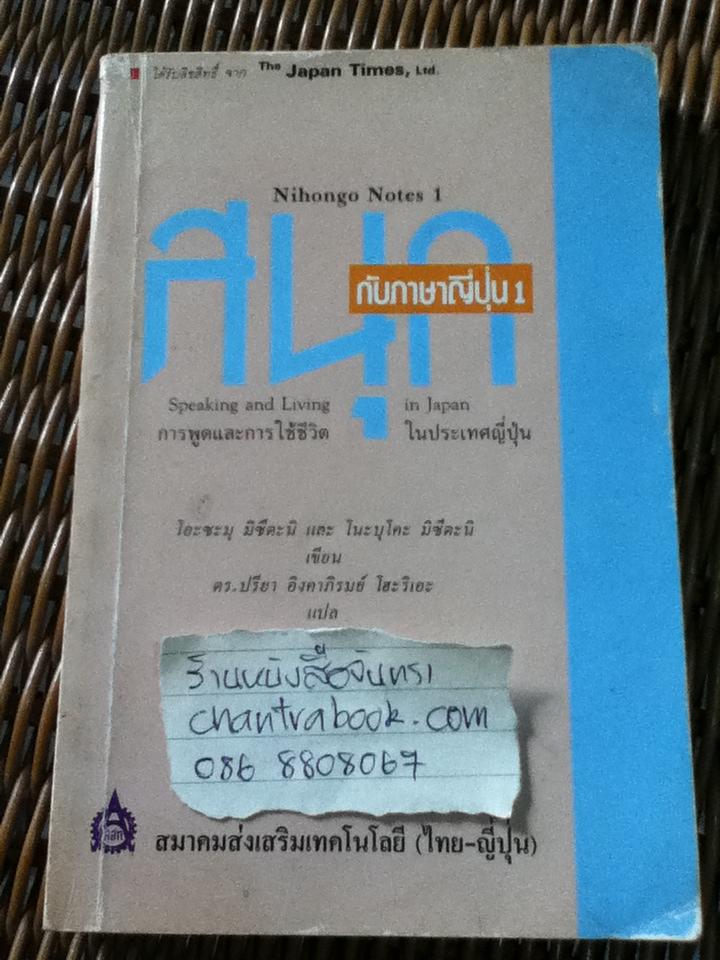 ได้รับลิขสิทธิ์ จาก The Japan Times, Ltd.
Nihongo Notes 1
สนุก
กับภาษาญี่ปุ่น 1
Speaking and Living in Japan
การพูดและการใช้ชีวิต ในประเทศญี่ปุ่น
โอะซะมุ มิซึตะนิ และ โนะบุโคะ มิซึตะนิ
เขียน
ดร.ปรียา อิงคาภิรมย์ โฮะริเอะ
แปล
ร้านหนังสือจันทรา
chantrabook.com
086 8808067
ส.ส.ท
สมาคมส่งเสริมเทคโนโลยี (ไทย-ญี่ปุ่น)